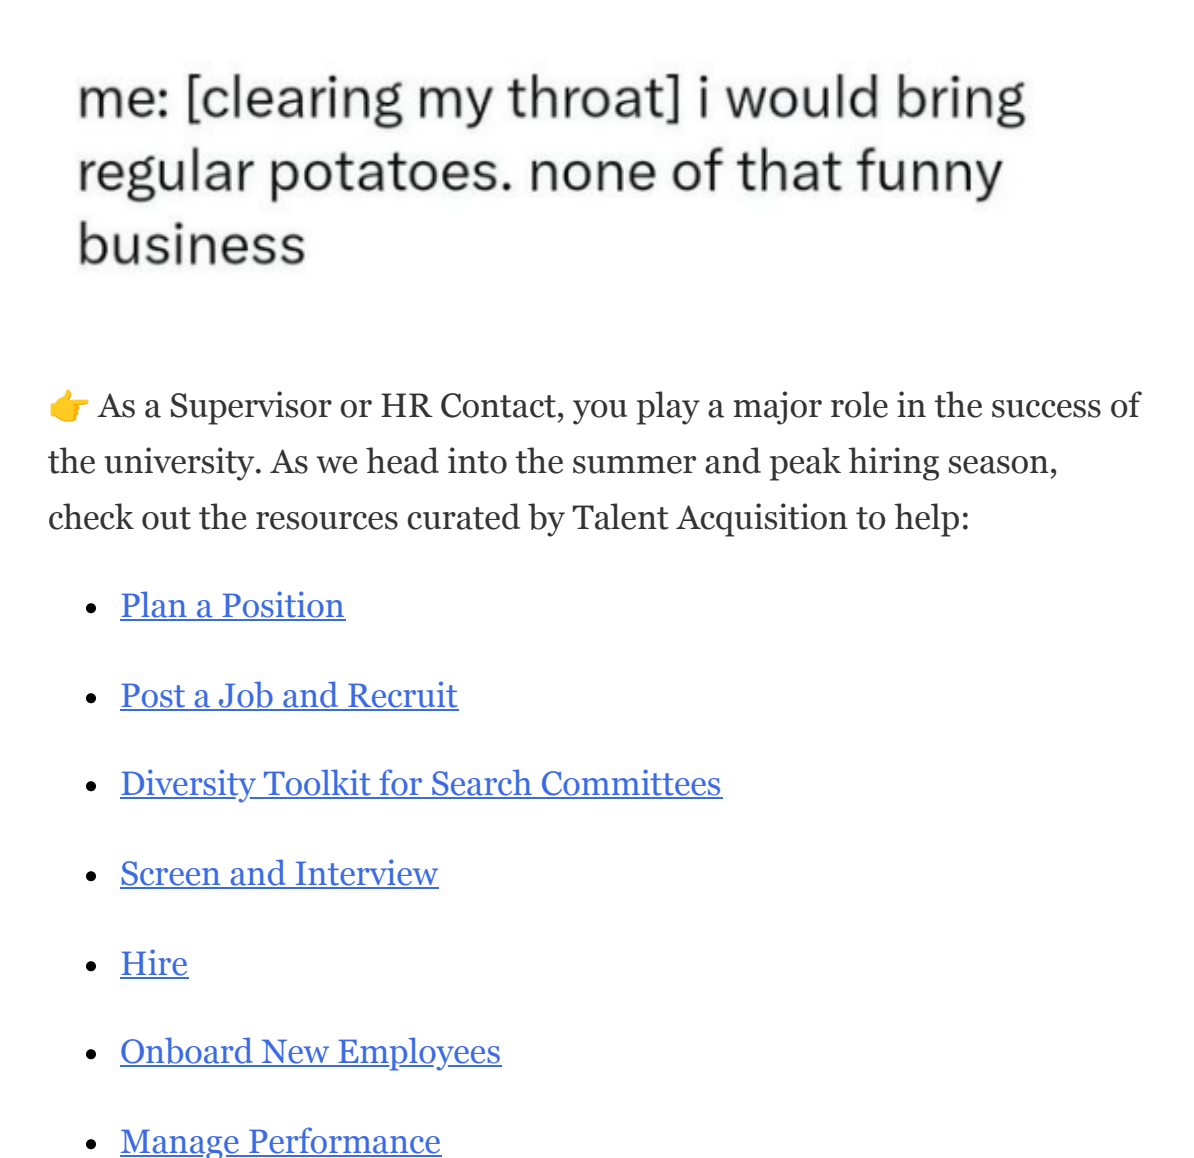 me: [clearing my throat] i would bring
regular potatoes. none of that funny
business
👉 As a Supervisor or HR Contact, you play a major role in the success of
the university. As we head into the summer and peak hiring season,
check out the resources curated by Talent Acquisition to help:
• Plan a Position
• Post a Job and Recruit
• Diversity Toolkit for Search Committees
• Screen and Interview
• Hire
• Onboard New Employees
• Manage Performance